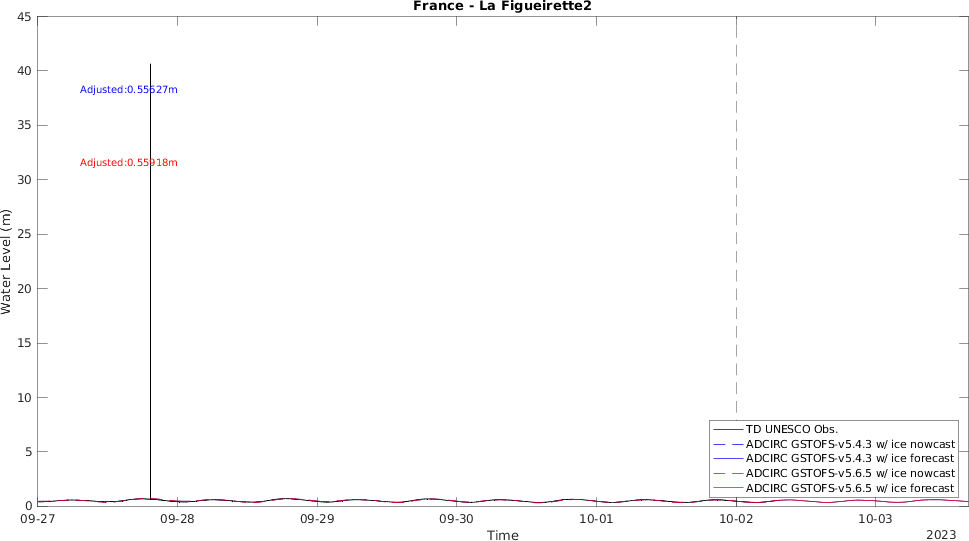 France - La Figueirette2
45
40
35
30
25
20
15
10
5
0
Water Level (m)
Adjusted:0.55627m
Adjusted:0.55918m
TD UNESCO Obs.
ADCIRC GSTOFS-v5.4.3 w/ ice nowcast
ADCIRC GSTOFS-v5.4.3 w/ ice forecast
ADCIRC GSTOFS-v5.6.5 w/ ice nowcast
ADCIRC GSTOFS-v5.6.5 w/ ice forecast
09-27 09-28 09-29 09-30 10-01 10-02 10-03
Time
2023